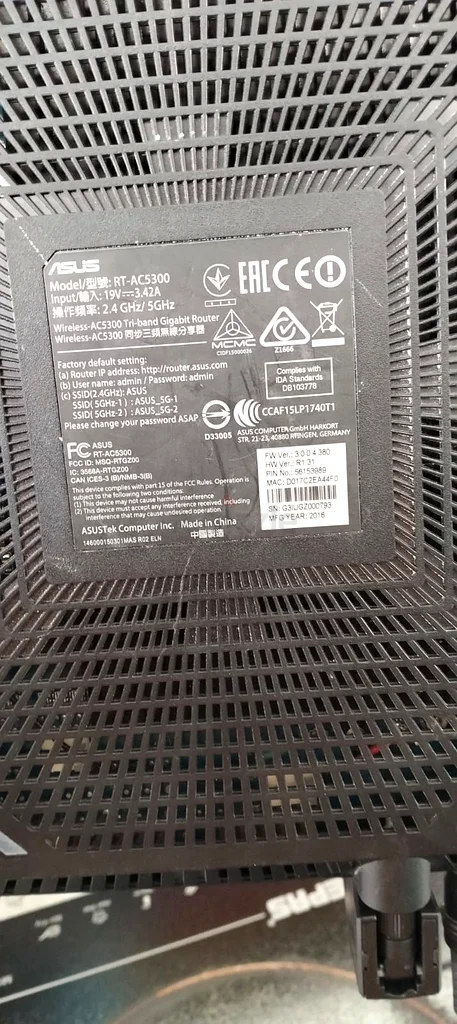 ASUS
Model/型號: RT-AC5300
Input/輸入: 19V⎓3.42A
操作頻率: 2.4 GHz/ 5GHz
Wireless-AC5300 Tri-band Gigabit Router
Wireless-AC5300 同步三頻無線分享器
EAC CE
MCMC
CIDF15000036
Z1666
Factory default setting:
(a) Router IP address: http://router.asus.com
(b) User name: admin / Password: admin
(c) SSID(2.4GHz): ASUS
SSID(5GHz-1) : ASUS_5G-1
SSID(5GHz-2) : ASUS_5G-2
Please change your password ASAP
Complies with
IDA Standards
DB103778
D33005
CCAF15LP1740T1
FC ASUS
RT-AC5300
FCC ID: MSQ-RTGZ00
IC: 3568A-RTGZ00
CAN ICES-3 (B)/NMB-3(B)
ASUS COMPUTER GmbH HARKORT
STR. 21-23, 40880, RTINGEN, GERMANY
This device complies with part 15 of the FCC Rules. Operation is
subject to the following two conditions:
(1) This device may not cause harmful interference
(2) This device must accept any interference received, including
interference that may cause undesired operation.
ASUSTek Computer Inc. Made in China
中國製造
146000150301MAS R02 ELN
FW Ver.: 3.0.0.4.380
HW Ver.: R1.31
PIN No.: 56153989
MAC: D017C2EA44F0
SN.: G3IUGZ000793
MFG YEAR: 2016